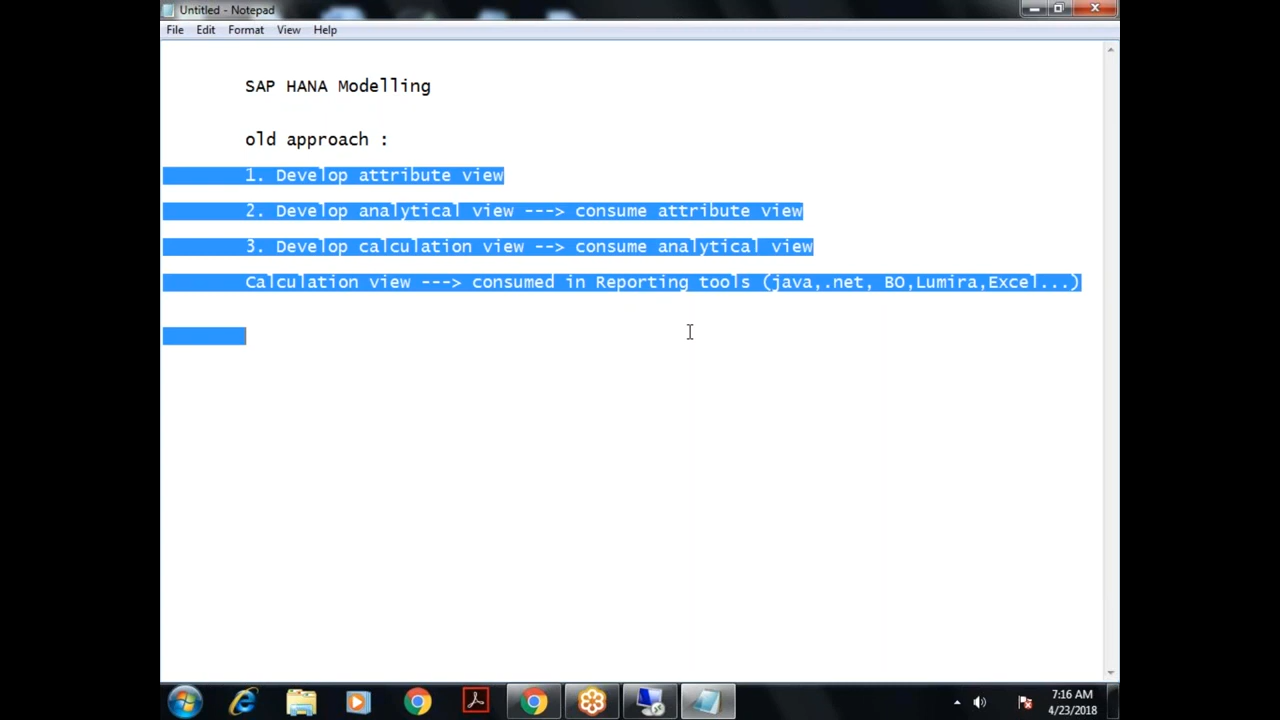 Untitled - Notepad
File Edit Format View Help
SAP HANA Modelling
old approach :
1. Develop attribute view
2. Develop analytical view ---> consume attribute view
3. Develop calculation view --> consume analytical view
Calculation view ---> consumed in Reporting tools (java,.net, BO,Lumira,Excel...)
7:16 AM
4/23/2018